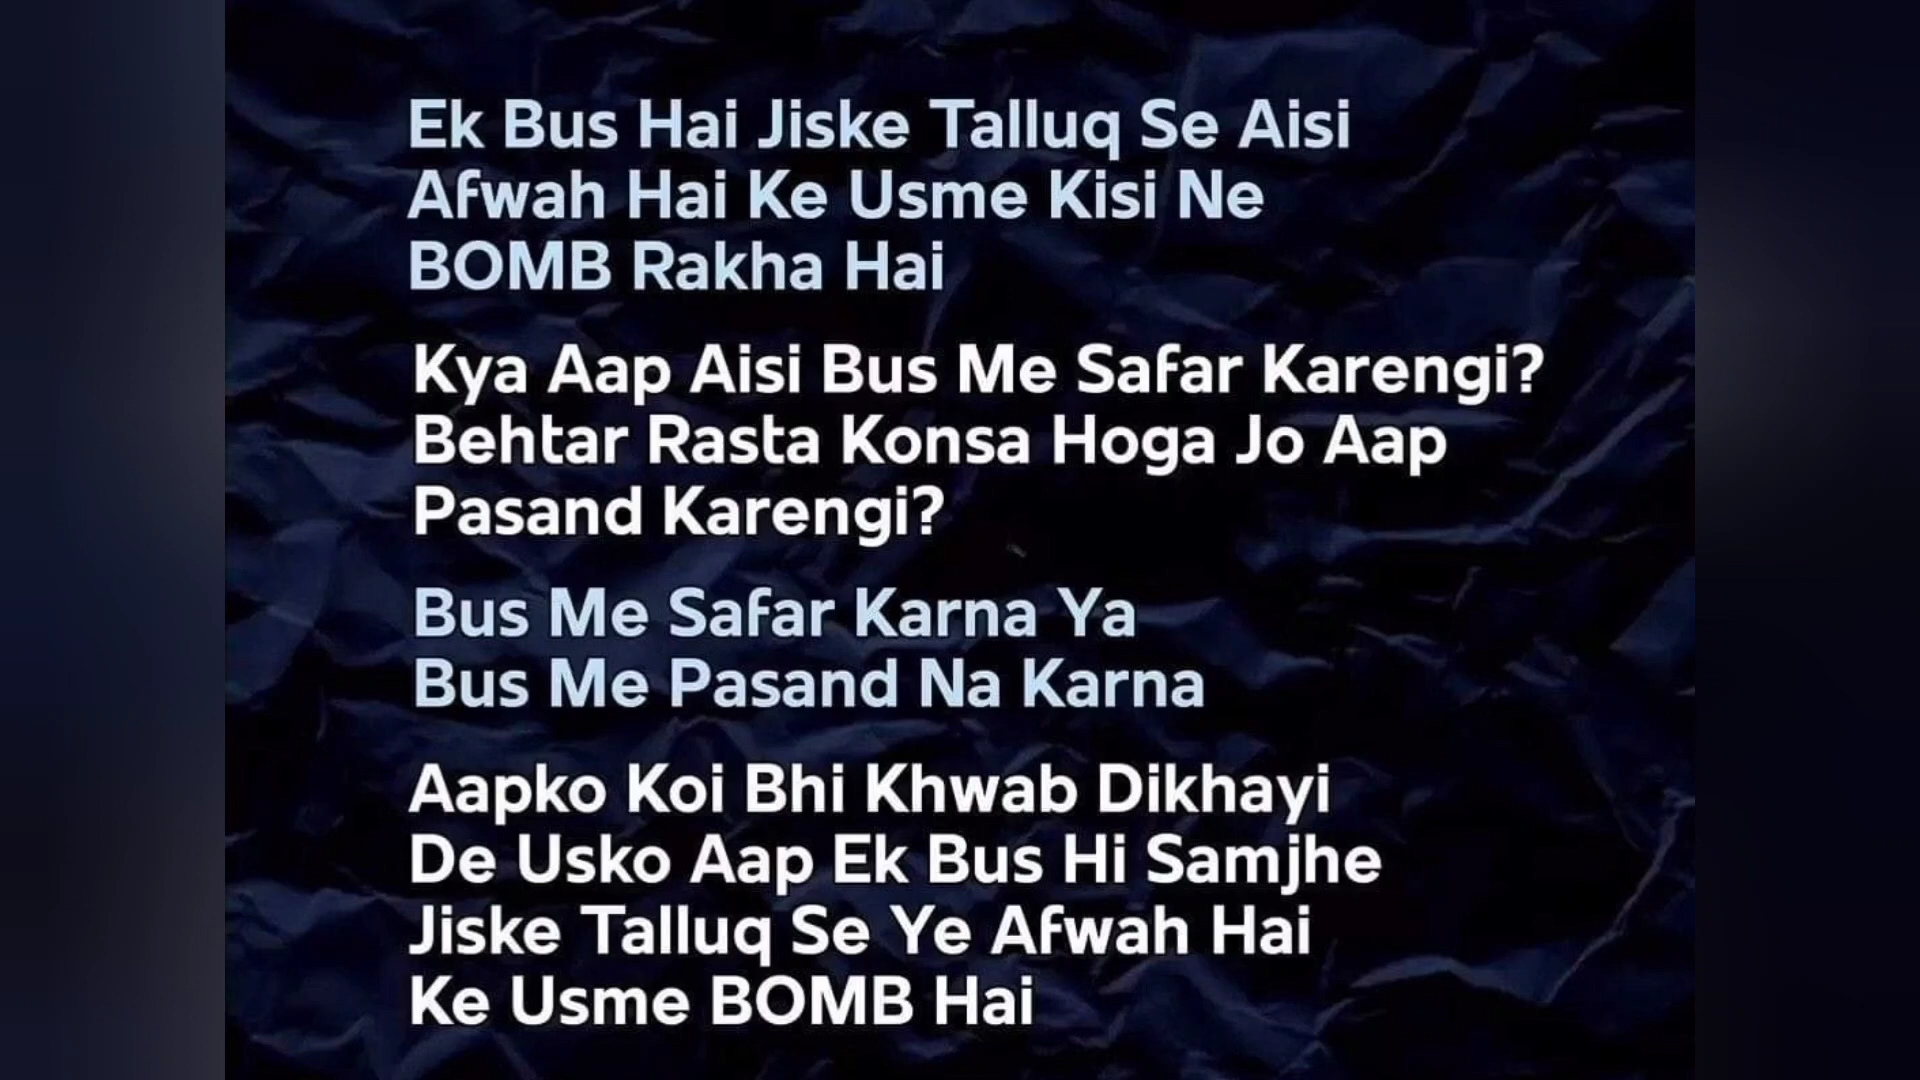 Ek Bus Hai Jiske Talluq Se Aisi
Afwah Hai Ke Usme Kisi Ne
BOMB Rakha Hai
Kya Aap Aisi Bus Me Safar Karengi?
Behtar Rasta Konsa Hoga Jo Aap
Pasand Karengi?
Bus Me Safar Karna Ya
Bus Me Pasand Na Karna
Aapko Koi Bhi Khwab Dikhayi
De Usko Aap Ek Bus Hi Samjhe
Jiske Talluq Se Ye Afwah Hai
Ke Usme BOMB Hai